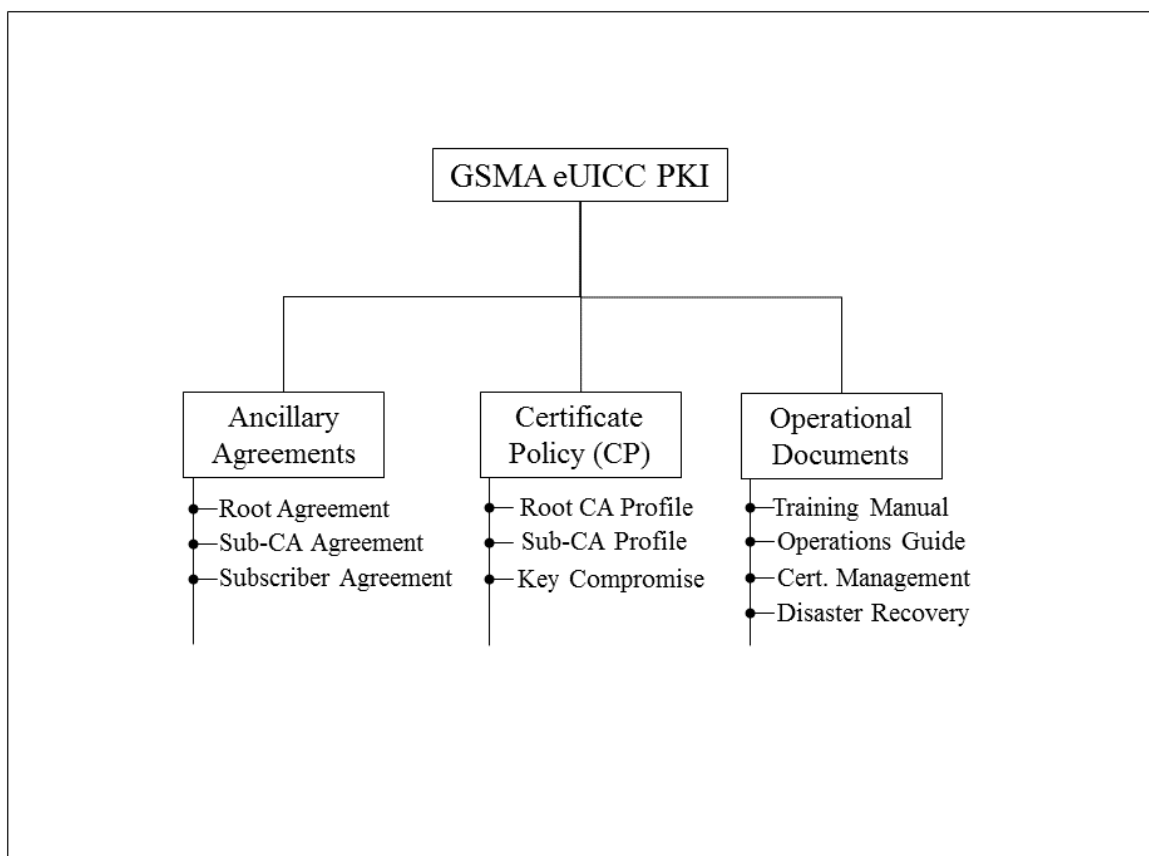 GSMA eUICC PKI
Ancillary
Agreements
Root Agreement
Sub-CA Agreement
Subscriber Agreement
Certificate
Policy (CP)
Root CA Profile
Sub-CA Profile
Key Compromise
Operational
Documents
Training Manual
Operations Guide
Cert. Management
Disaster Recovery